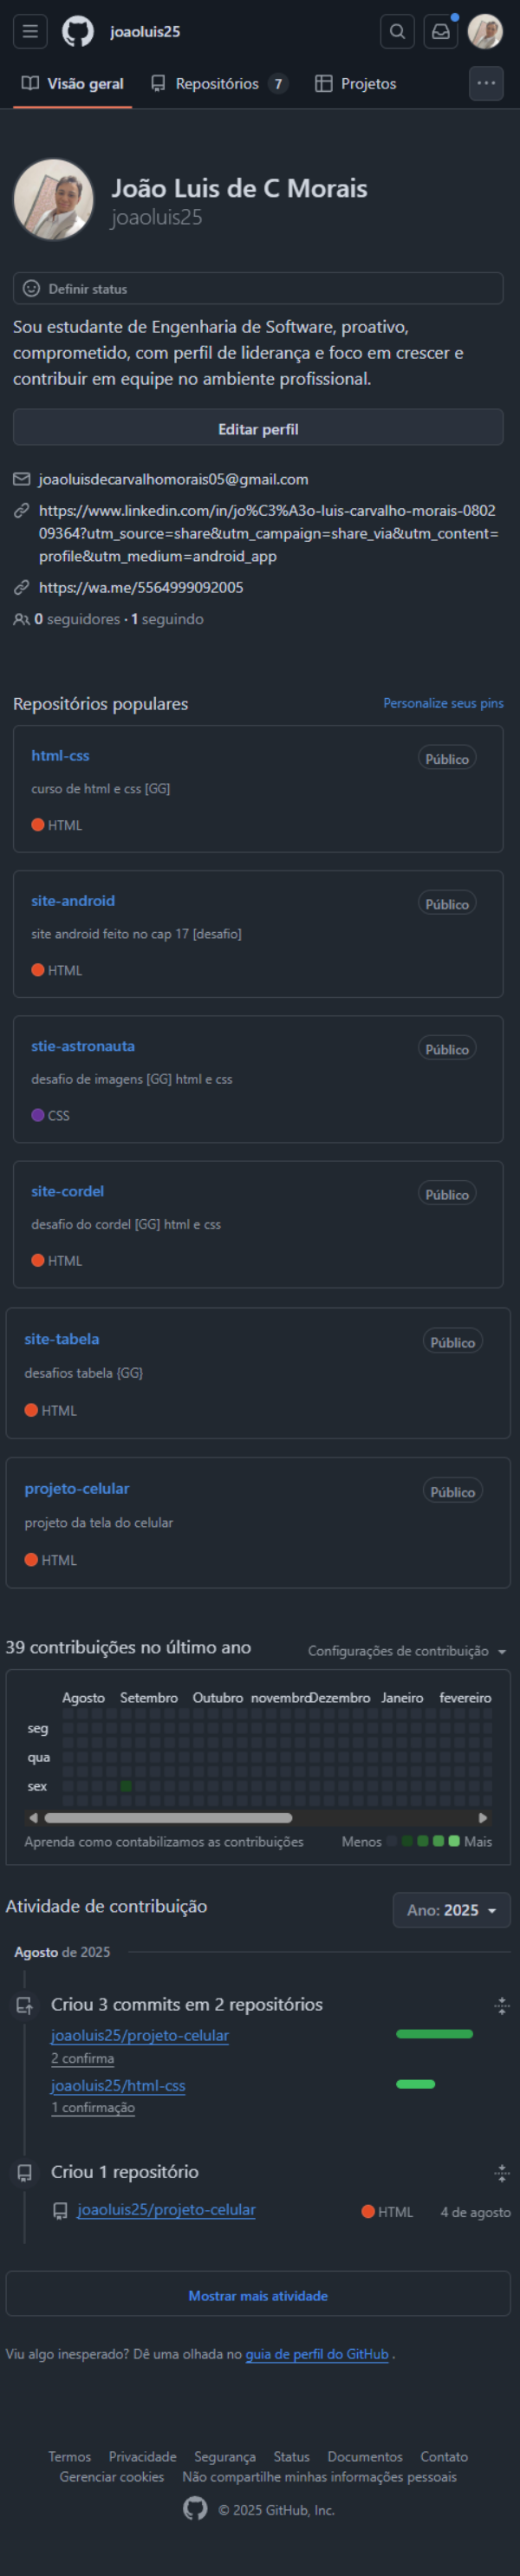 joaoluis25
Visão geral Repositórios 7 Projetos
João Luis de C Morais
joaoluis25
Definir status
Sou estudante de Engenharia de Software, proativo,
comprometido, com perfil de liderança e foco em crescer e
contribuir em equipe no ambiente profissional.
Editar perfil
joaoluisdecarvalhomorais05@gmail.com
https://www.linkedin.com/in/jo%C3%A3o-luis-carvalho-morais-0802
09364?utm_source=share&utm_campaign=share_via&utm_content=
profile&utm_medium=android_app
https://wa.me/5564999092005
0 seguidores · 1 seguindo
Repositórios populares Personalize seus pins
html-css Público
curso de html e css [GG]
HTML
site-android Público
site android feito no cap 17 [desafio]
HTML
stie-astronauta Público
desafio de imagens [GG] html e css
CSS
site-cordel Público
desafio do cordel [GG] html e css
HTML
site-tabela Público
desafios tabela {GG}
HTML
projeto-celular Público
projeto da tela do celular
HTML
39 contribuições no último ano Configurações de contribuição
Agosto Setembro Outubro novembro Dezembro Janeiro fevereiro
seg
qua
sex
Aprenda como contabilizamos as contribuições Menos Mais
Atividade de contribuição Ano: 2025
Agosto de 2025
Criou 3 commits em 2 repositórios
joaoluis25/projeto-celular
2 confirma
joaoluis25/html-css
1 confirmação
Criou 1 repositório
joaoluis25/projeto-celular HTML 4 de agosto
Mostrar mais atividade
Viu algo inesperado? Dê uma olhada no guia de perfil do GitHub .
Termos Privacidade Segurança Status Documentos Contato
Gerenciar cookies Não compartilhe minhas informações pessoais
© 2025 GitHub, Inc.